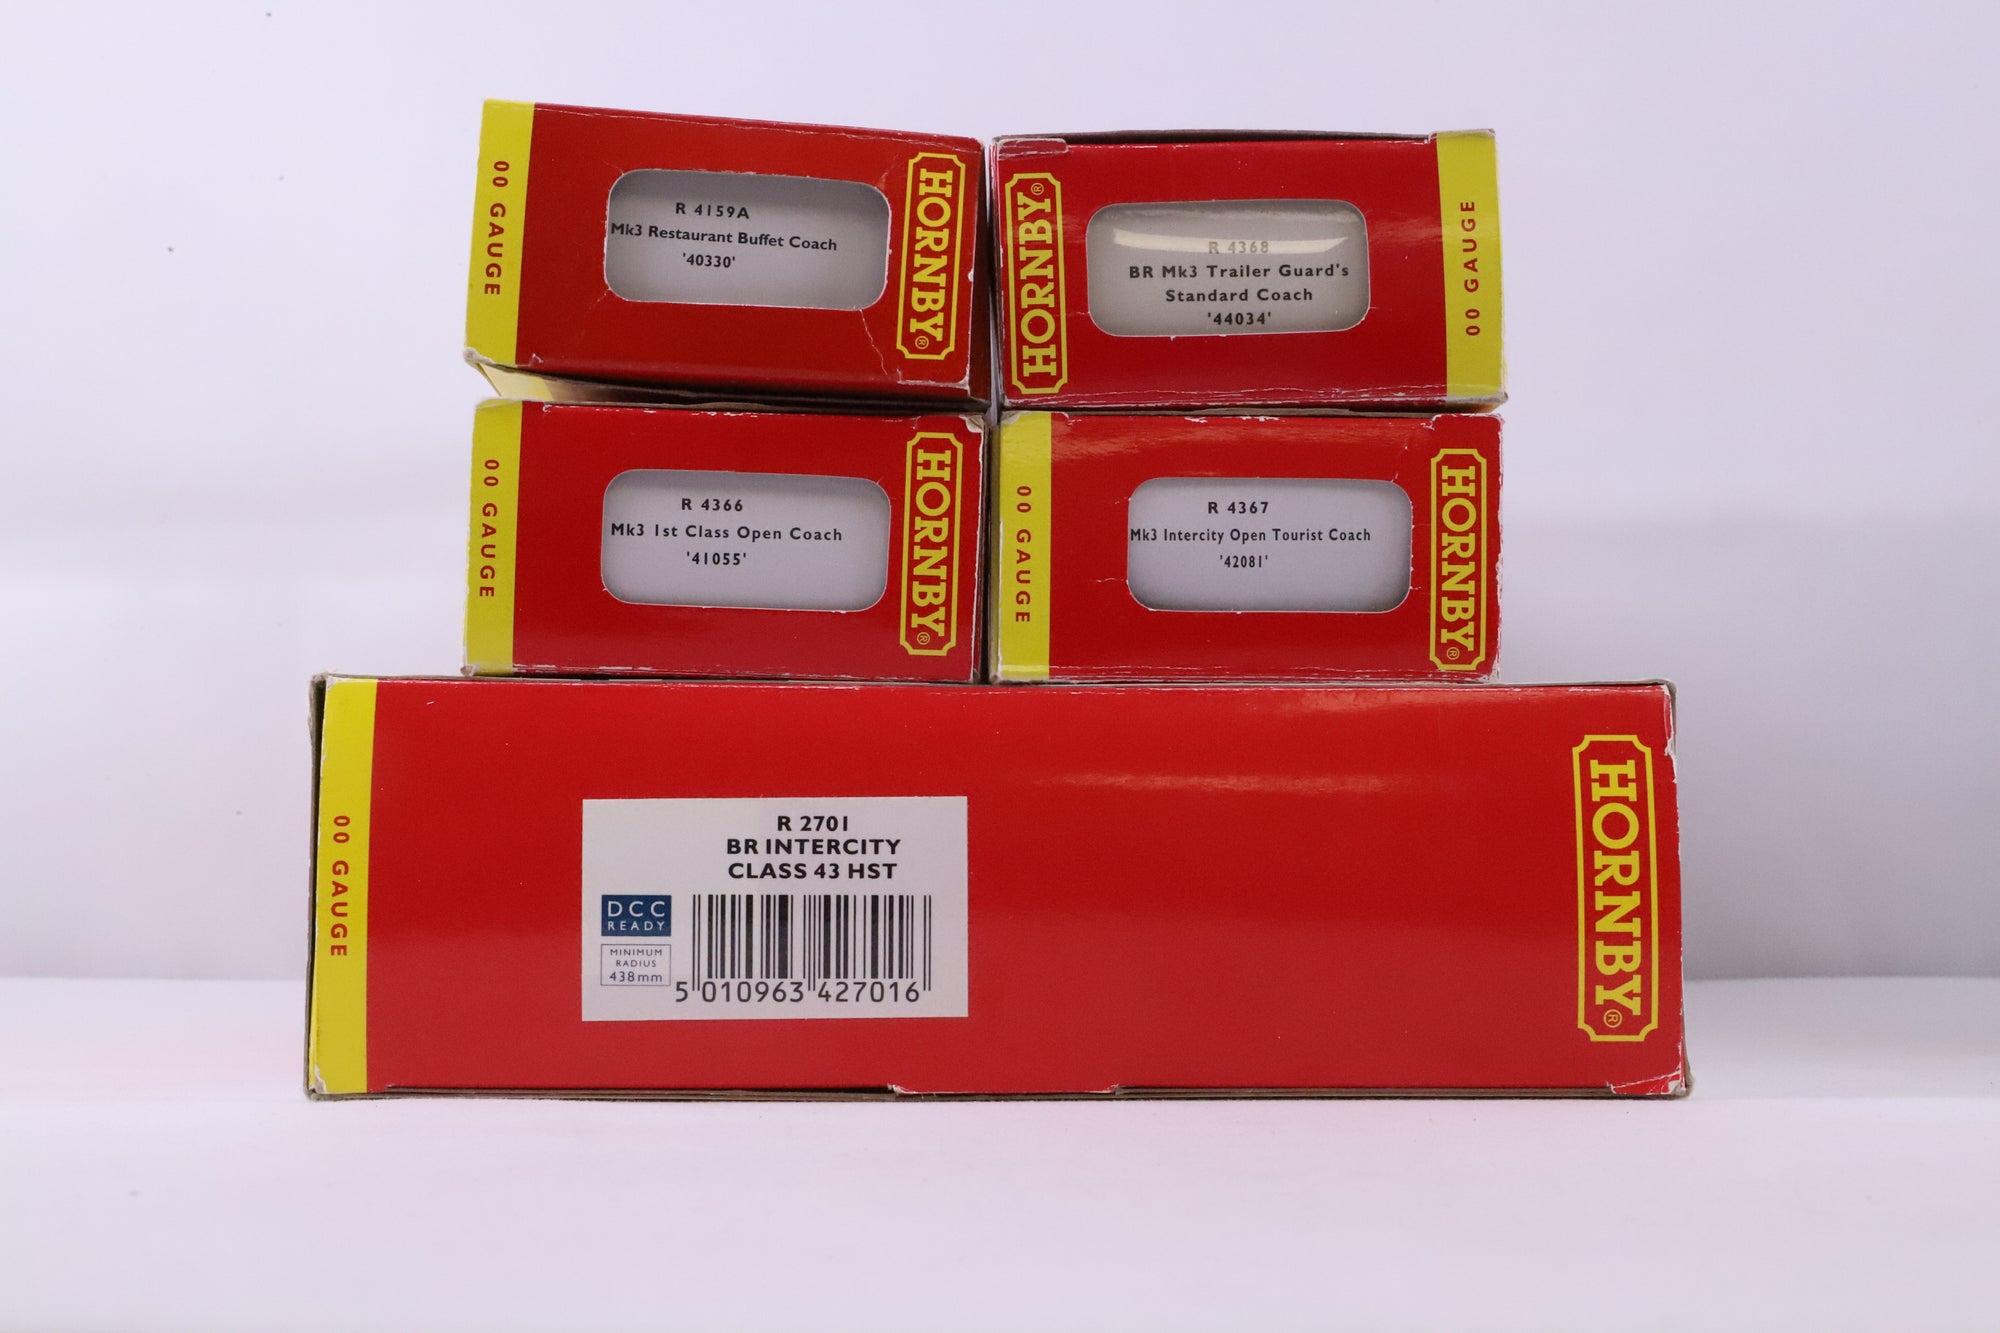 00 GAUGE
R 4159A
Mk3 Restaurant Buffet Coach
'40330'
HORNBY®
HORNBY®
R 4368
BR Mk3 Trailer Guard's
Standard Coach
'44034'
00 GAUGE
00 GAUGE
R 4366
Mk3 1st Class Open Coach
'41055'
HORNBY®
00 GAUGE
R 4367
Mk3 Intercity Open Tourist Coach
'42081'
HORNBY®
00 GAUGE
R 2701
BR INTERCITY
CLASS 43 HST
DCC
READY
MINIMUM
RADIUS
438mm
5 010963 427016
HORNBY®